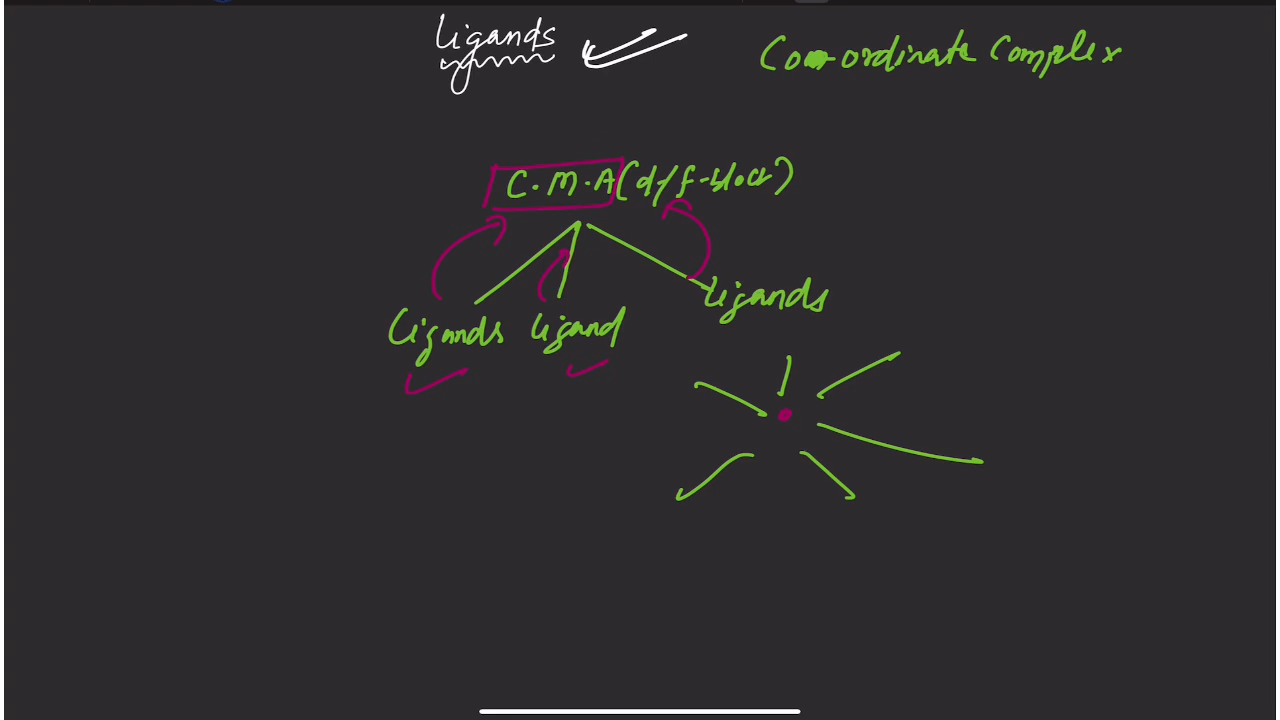 Ligands
Co-ordinate Complex
C.M.A (d/f-block)
Ligands ligand ligands